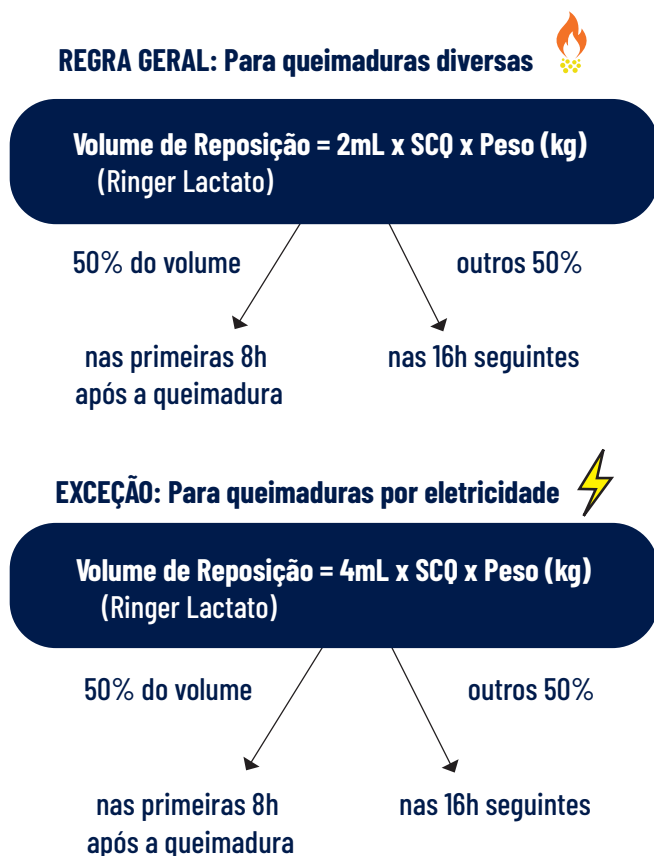 REGRA GERAL: Para queimaduras diversas
Volume de Reposição = 2mL x SCQ x Peso (kg)
(Ringer Lactato)
50% do volume
outros 50%
nas primeiras 8h
após a queimadura
nas 16h seguintes
EXCEÇÃO: Para queimaduras por eletricidade
Volume de Reposição = 4mL x SCQ x Peso (kg)
(Ringer Lactato)
50% do volume
outros 50%
nas primeiras 8h
após a queimadura
nas 16h seguintes